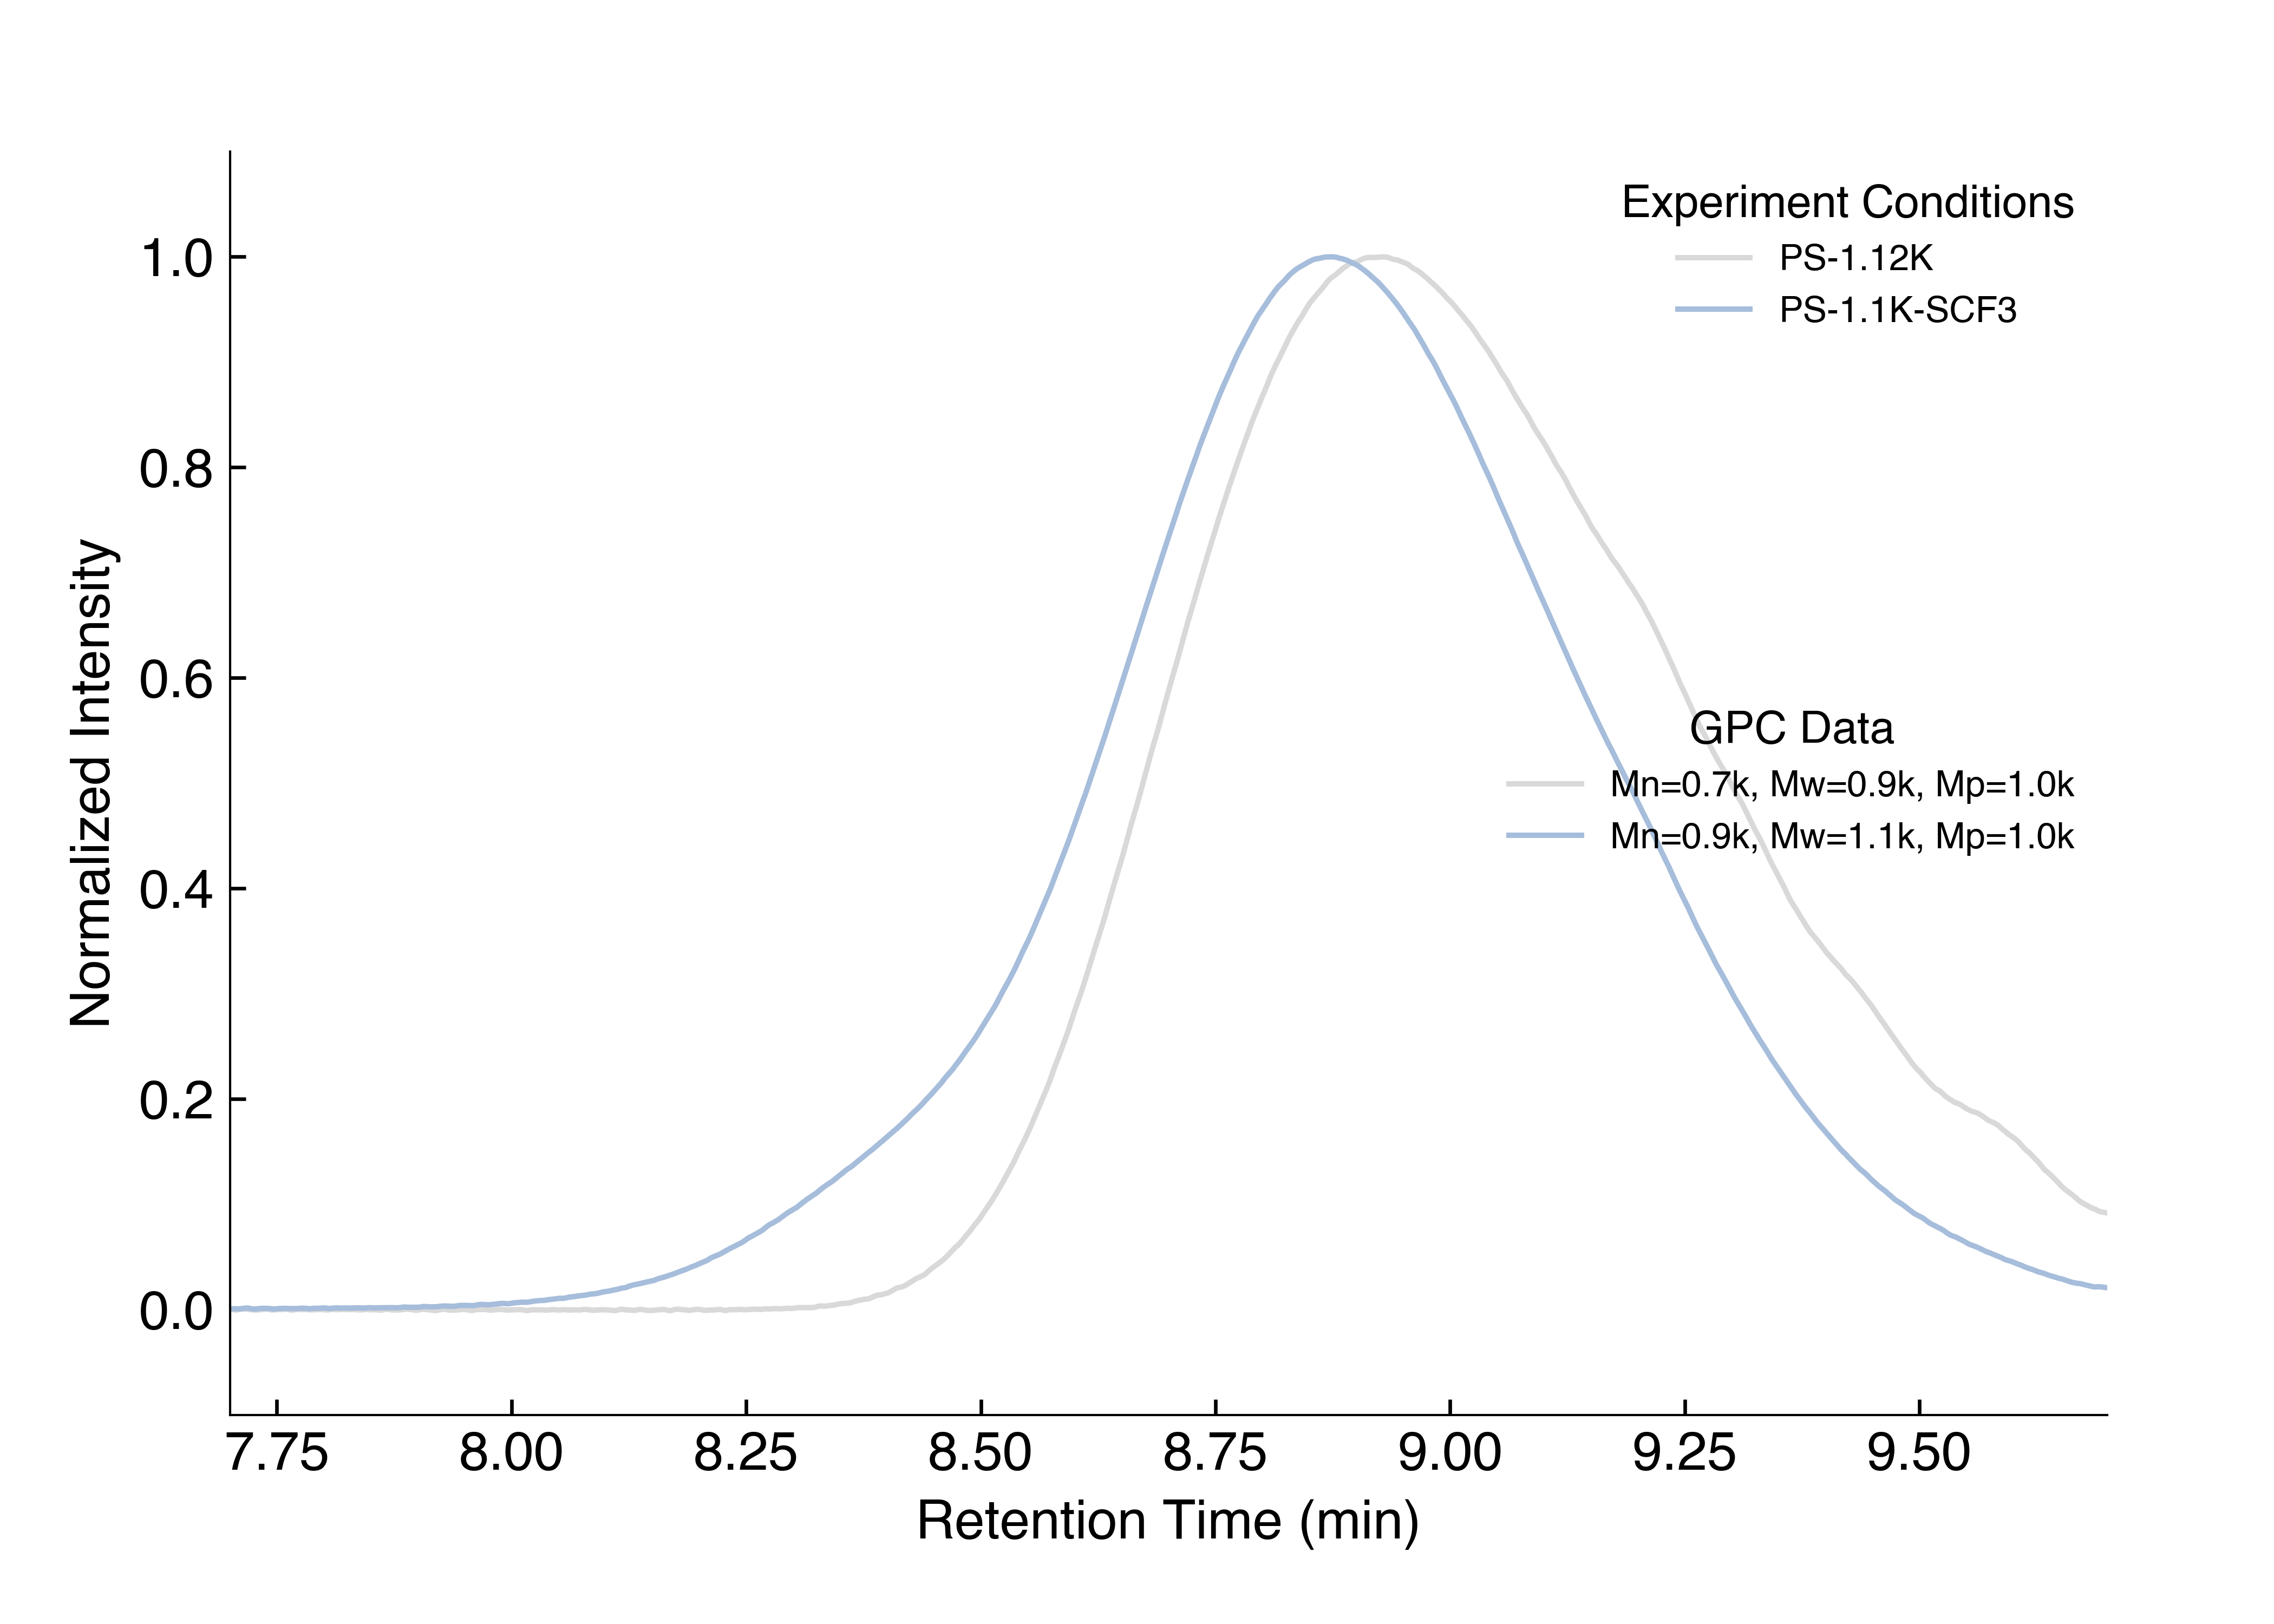 Experiment Conditions
PS-1.12K
PS-1.1K-SCF3
GPC Data
Mn=0.7k, Mw=0.9k, Mp=1.0k
Mn=0.9k, Mw=1.1k, Mp=1.0k
Normalized Intensity
1.0
0.8
0.6
0.4
0.2
0.0
7.75 8.00 8.25 8.50 8.75 9.00 9.25 9.50
Retention Time (min)